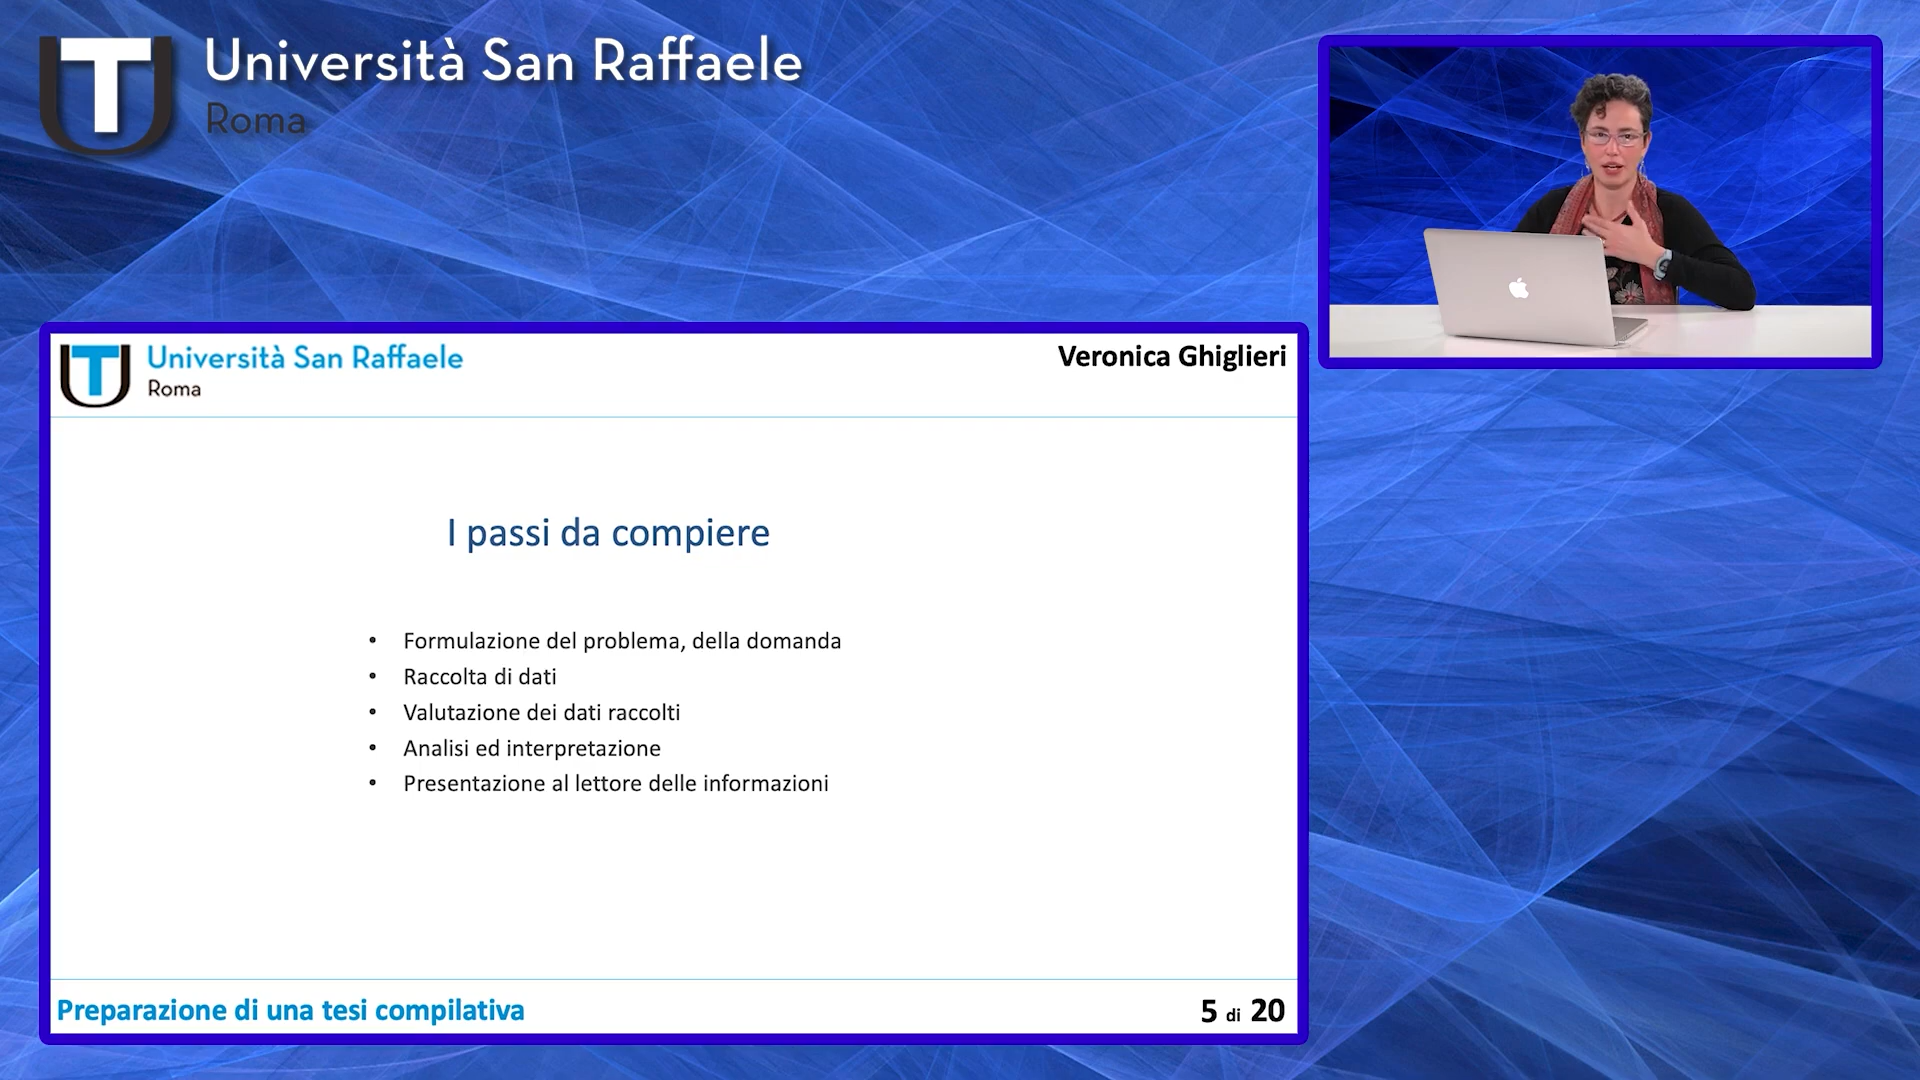 Università San Raffaele
Roma
Università San Raffaele
Roma
Veronica Ghiglieri
I passi da compiere
• Formulazione del problema, della domanda
• Raccolta di dati
• Valutazione dei dati raccolti
• Analisi ed interpretazione
• Presentazione al lettore delle informazioni
Preparazione di una tesi compilativa
5 di 20